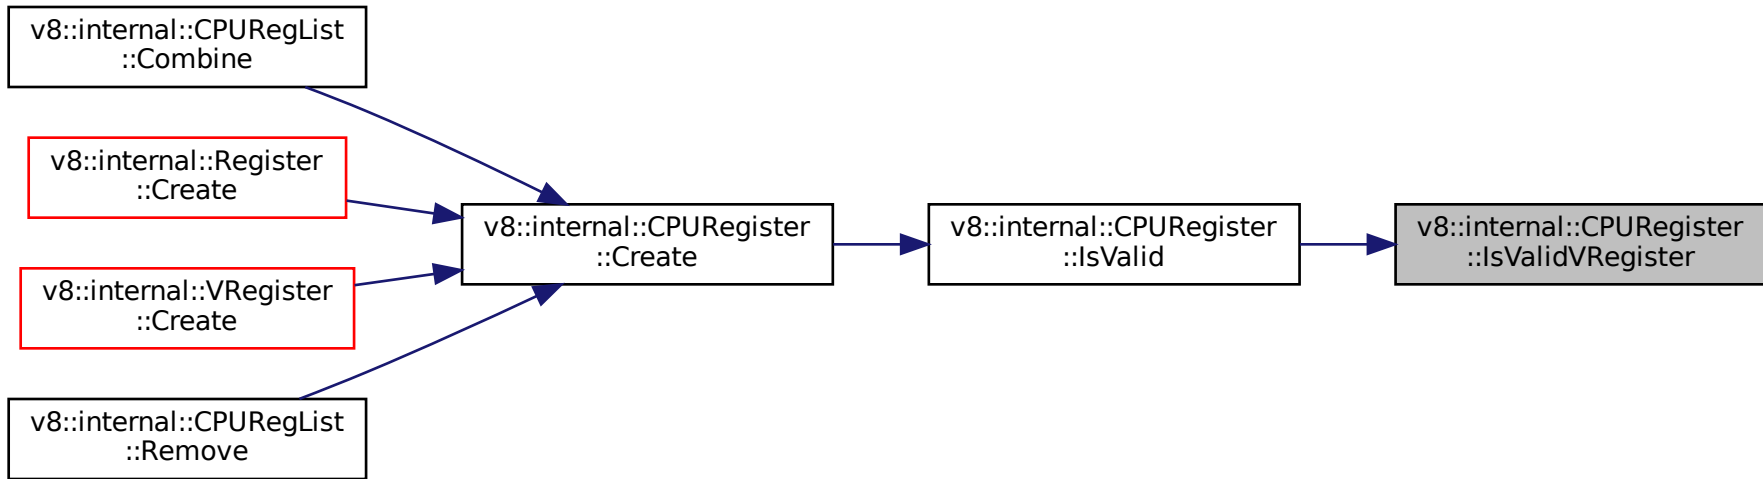 v8::internal::CPURegList
::Combine
v8::internal::Register
::Create
v8::internal::VRegister
::Create
v8::internal::CPURegList
::Remove
v8::internal::CPURegister
::Create
v8::internal::CPURegister
::IsValid
v8::internal::CPURegister
::IsValidVRegister